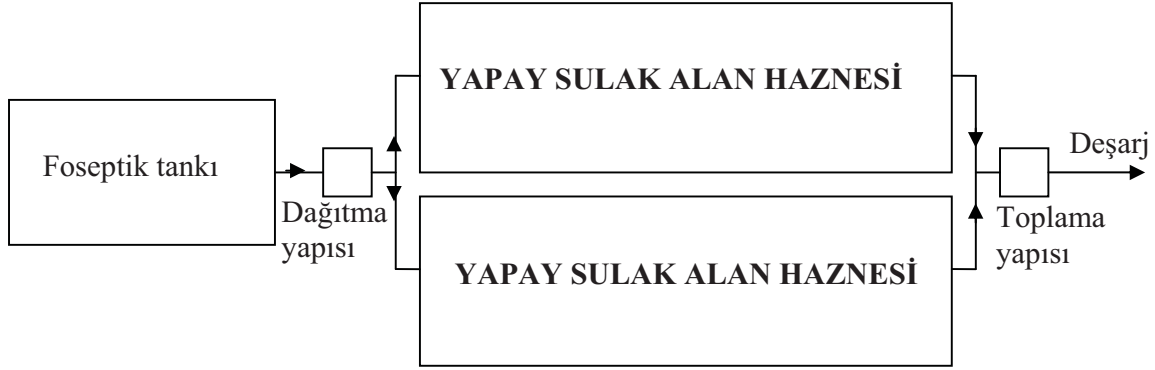 YAPAY SULAK ALAN HAZNESİ
Foseptik tankı
Dağıtma
yapısı
Deşarj
Toplama
yapısı
YAPAY SULAK ALAN HAZNESİ